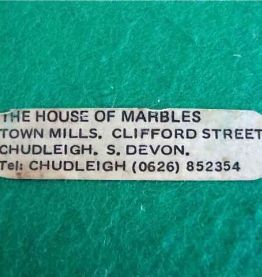 THE HOUSE OF MARBLES
TOWN MILLS. CLIFFORD STREET
CHUDLEIGH. S. DEVON.
Tel: CHUDLEIGH (0626) 852354